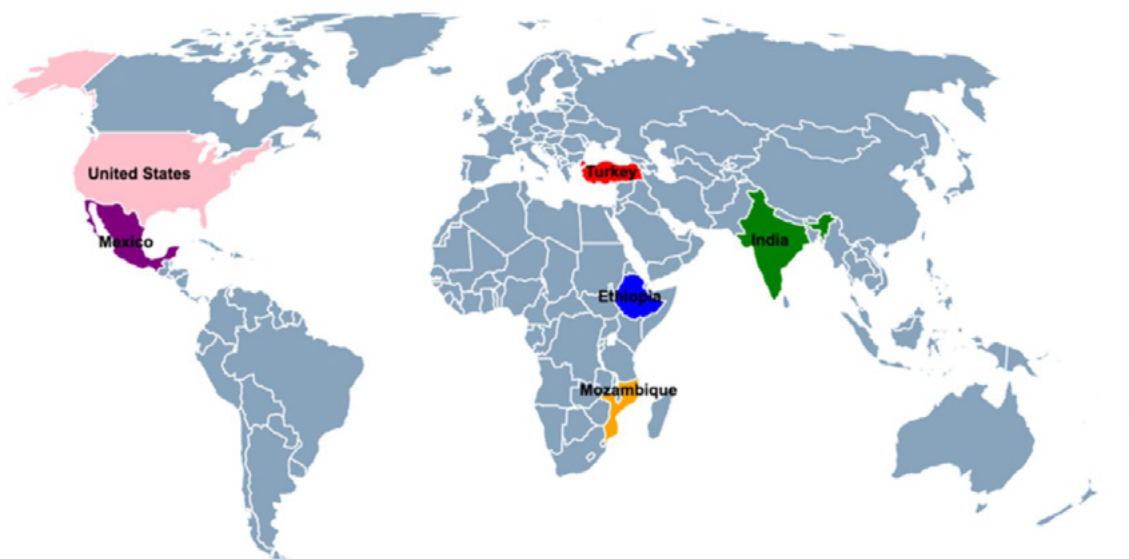 United States
Turkey
Mexico
India
Ethiopia
Mozambique